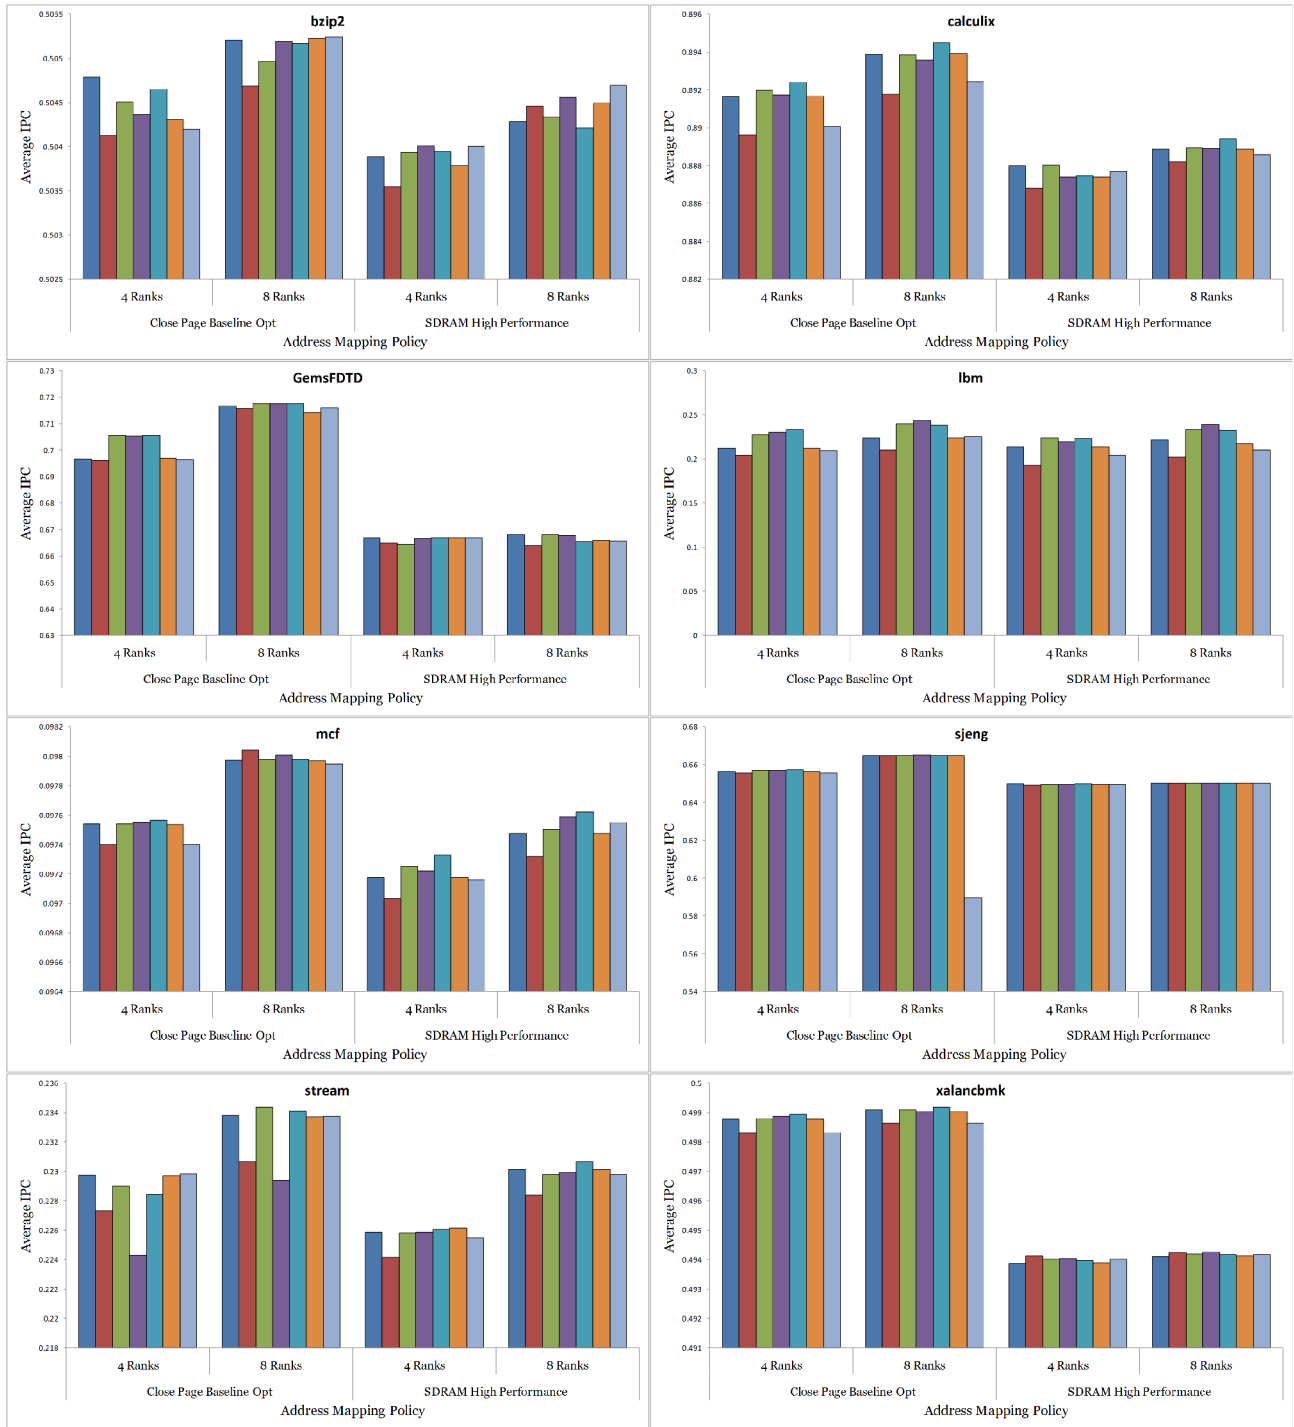 bzip2
0.5055
0.505
0.5045
0.504
0.5035
0.503
0.5025
Average IPC
4 Ranks 8 Ranks 4 Ranks 8 Ranks
Close Page Baseline Opt SDRAM High Performance
Address Mapping Policy
calculix
0.896
0.894
0.892
0.89
0.888
0.886
0.884
0.882
Average IPC
4 Ranks 8 Ranks 4 Ranks 8 Ranks
Close Page Baseline Opt SDRAM High Performance
Address Mapping Policy
GemsFDTD
0.73
0.72
0.71
0.7
0.69
0.68
0.67
0.66
0.65
0.64
0.63
Average IPC
4 Ranks 8 Ranks 4 Ranks 8 Ranks
Close Page Baseline Opt SDRAM High Performance
Address Mapping Policy
lbm
0.3
0.25
0.2
0.15
0.1
0.05
0
Average IPC
4 Ranks 8 Ranks 4 Ranks 8 Ranks
Close Page Baseline Opt SDRAM High Performance
Address Mapping Policy
mcf
0.0982
0.098
0.0978
0.0976
0.0974
0.0972
0.097
0.0968
0.0966
0.0964
Average IPC
4 Ranks 8 Ranks 4 Ranks 8 Ranks
Close Page Baseline Opt SDRAM High Performance
Address Mapping Policy
sjeng
0.68
0.66
0.64
0.62
0.6
0.58
0.56
0.54
Average IPC
4 Ranks 8 Ranks 4 Ranks 8 Ranks
Close Page Baseline Opt SDRAM High Performance
Address Mapping Policy
stream
0.236
0.234
0.232
0.23
0.228
0.226
0.224
0.222
0.22
0.218
Average IPC
4 Ranks 8 Ranks 4 Ranks 8 Ranks
Close Page Baseline Opt SDRAM High Performance
Address Mapping Policy
xalancbmk
0.5
0.499
0.498
0.497
0.496
0.495
0.494
0.493
0.492
0.491
Average IPC
4 Ranks 8 Ranks 4 Ranks 8 Ranks
Close Page Baseline Opt SDRAM High Performance
Address Mapping Policy